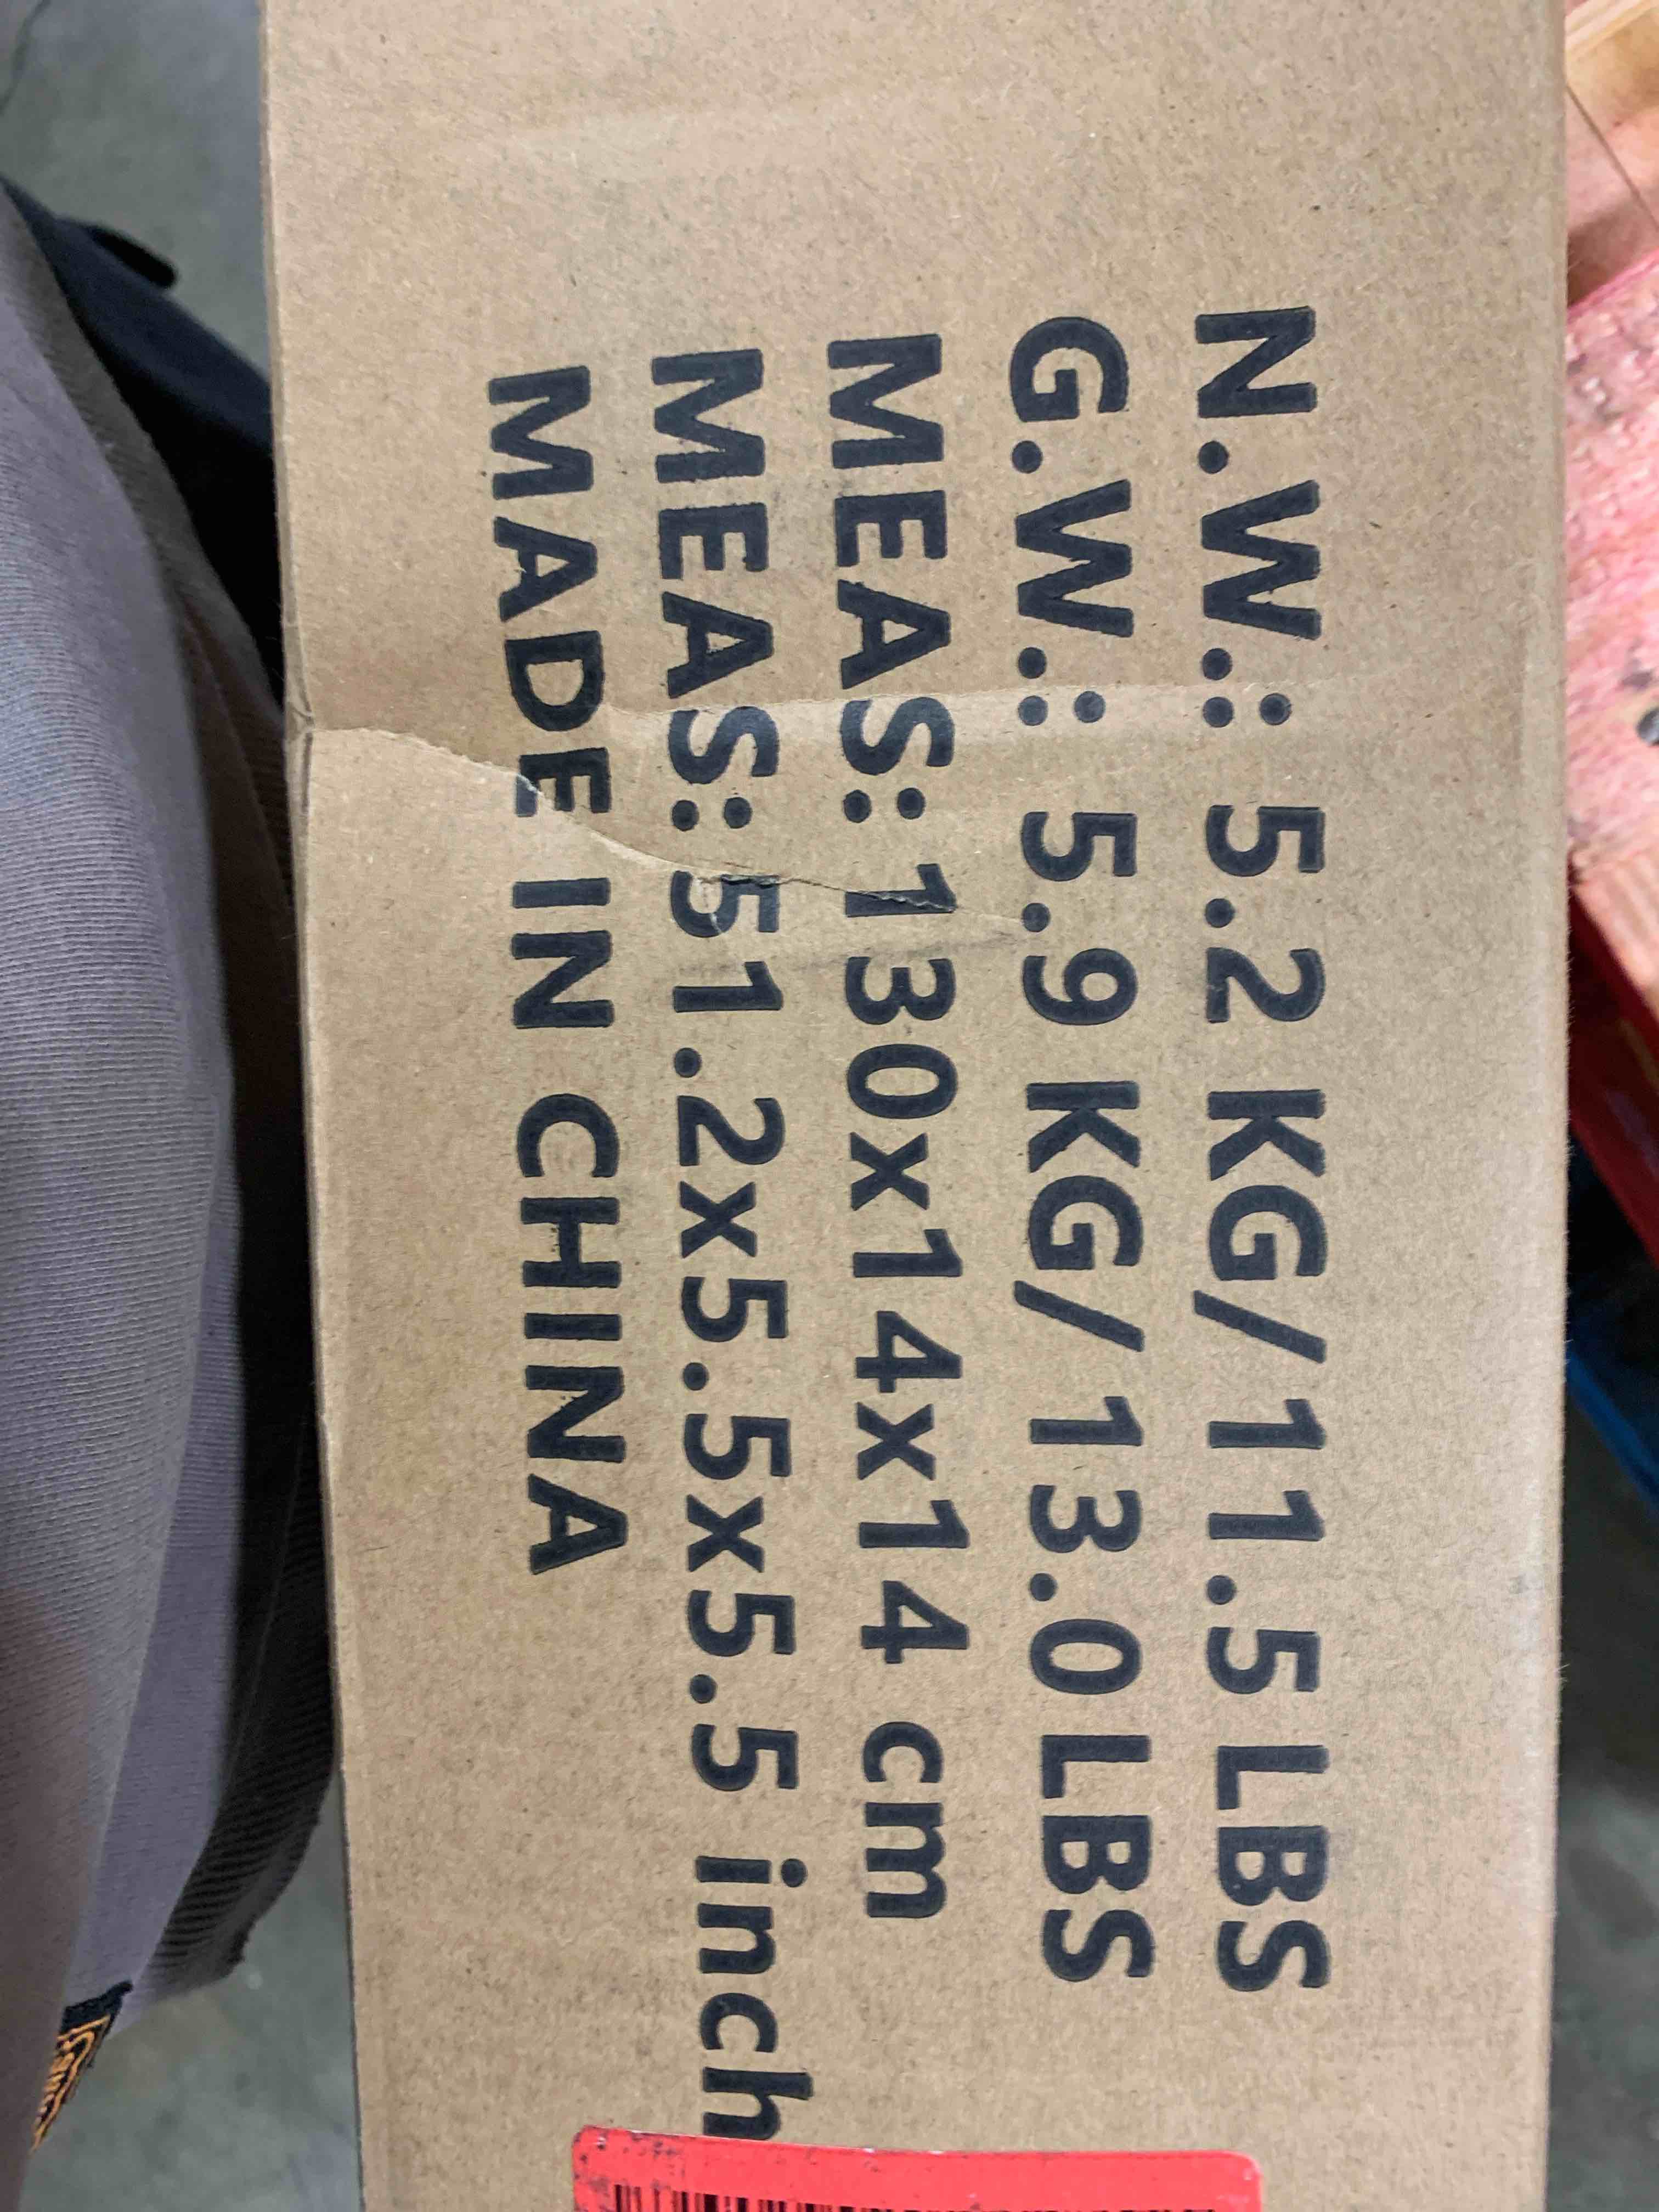 N.W.: 5.2 KG/11.5 LBS
G.W.: 5.9 KG/13.0 LBS
MEAS: 130x14x14 cm
MEAS:51.2x5.5x5.5 inch
MADE IN CHINA